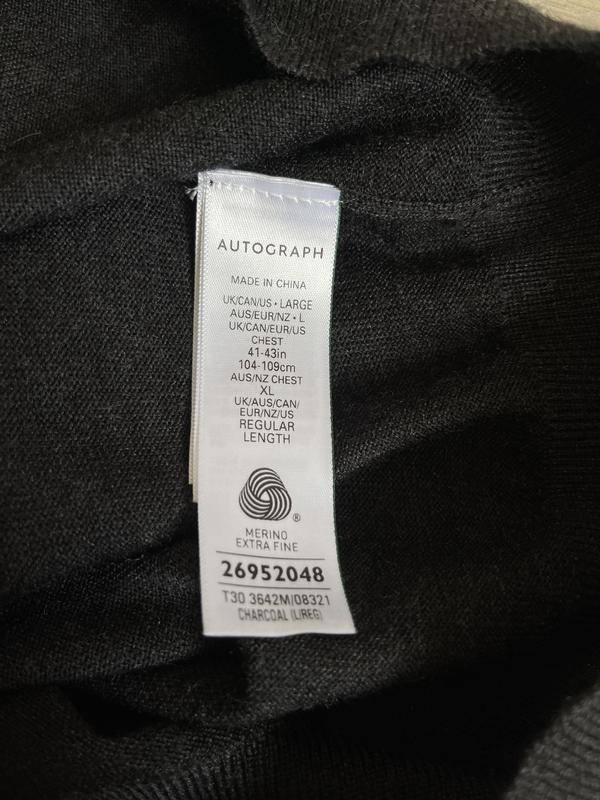 AUTOGRAPH
MADE IN CHINA
UK/CAN/US • LARGE
AUS/EUR/NZ • L
UK/CAN/EUR/US
CHEST
41-43in
104-109cm
AUS/NZ CHEST
XL
UK/AUS/CAN/
EUR/NZ/US
REGULAR
LENGTH
®
MERINO
EXTRA FINE
26952048
T30 3642M/08321
CHARCOAL (L/REG)